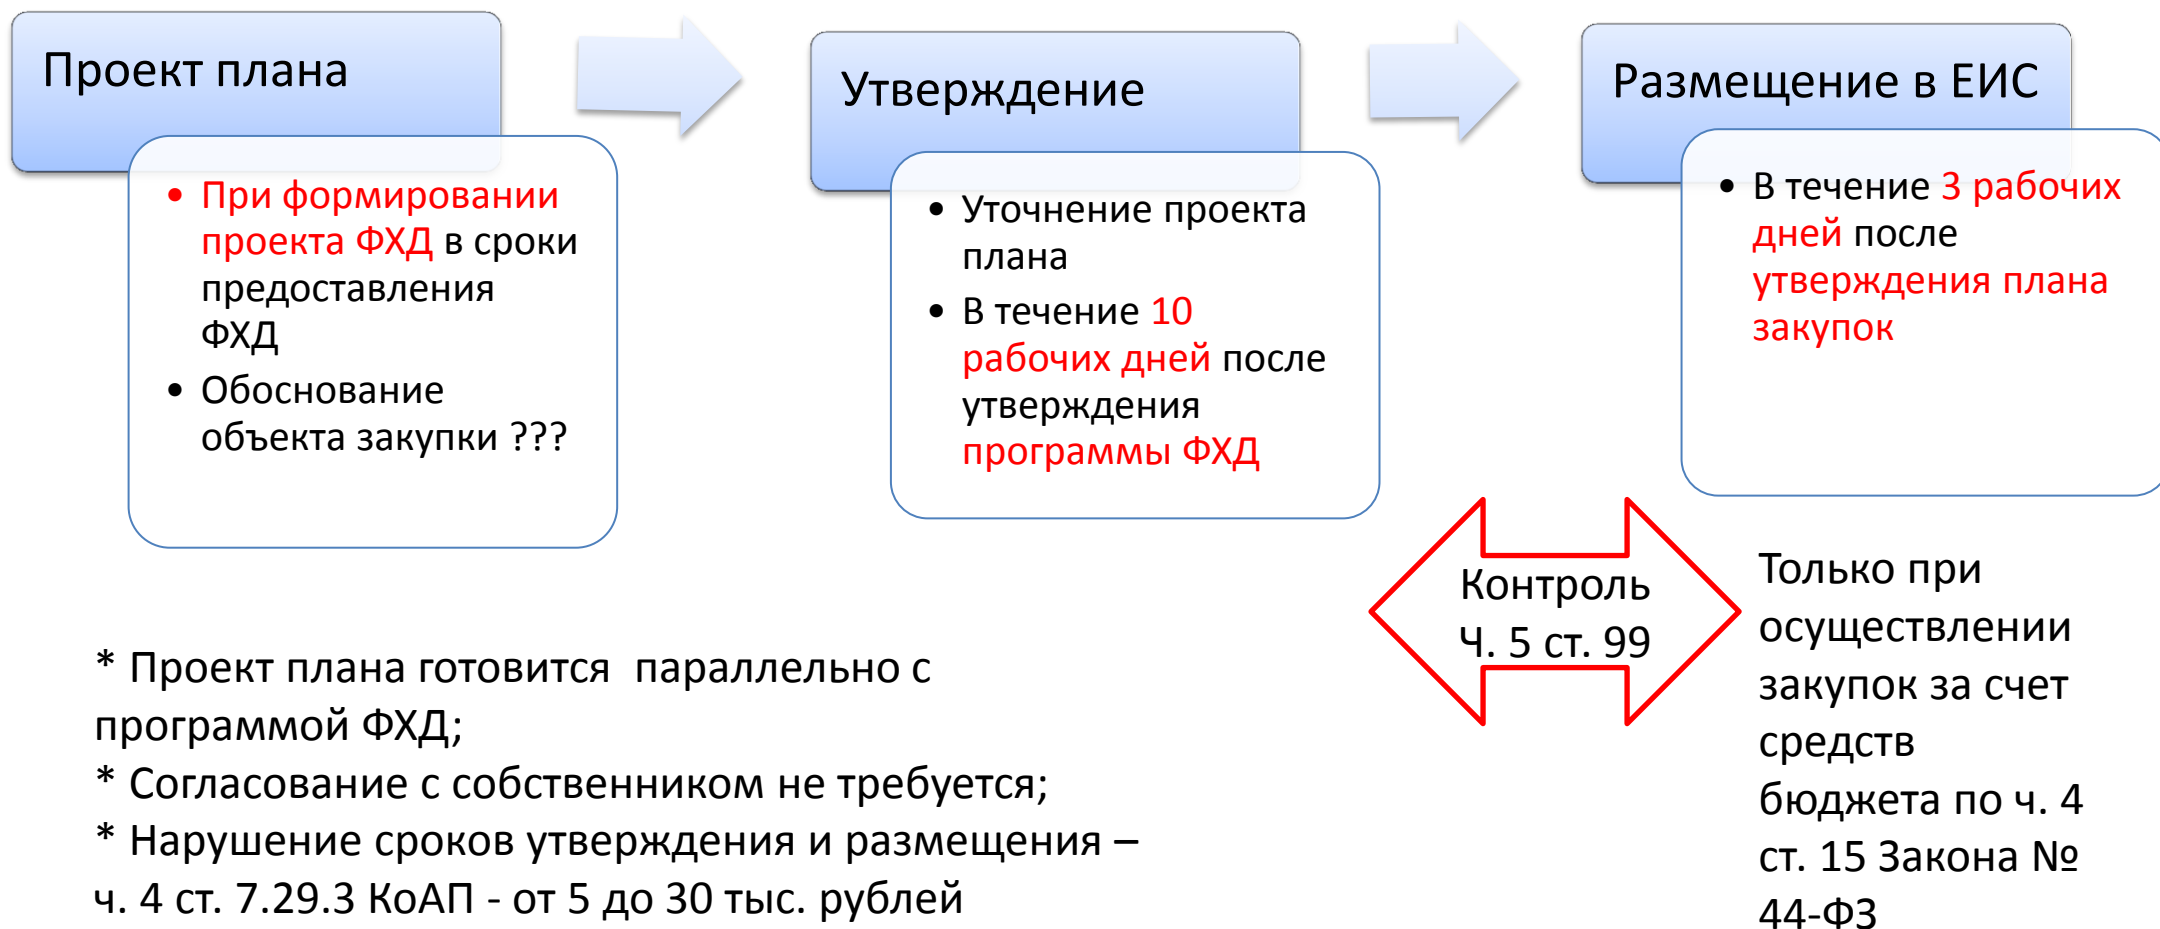 Проект плана
• При формировании
проекта ФХД в сроки
предоставления
ФХД
• Обоснование
объекта закупки ???
Утверждение
• Уточнение проекта
плана
• В течение 10
рабочих дней после
утверждения
программы ФХД
Размещение в ЕИС
• В течение 3 рабочих
дней после
утверждения плана
закупок
Контроль
Ч. 5 ст. 99
Только при
осуществлении
закупок за счет
средств
бюджета по ч. 4
ст. 15 Закона №
44-ФЗ
* Проект плана готовится параллельно с
программой ФХД;
* Согласование с собственником не требуется;
* Нарушение сроков утверждения и размещения –
ч. 4 ст. 7.29.3 КоАП - от 5 до 30 тыс. рублей